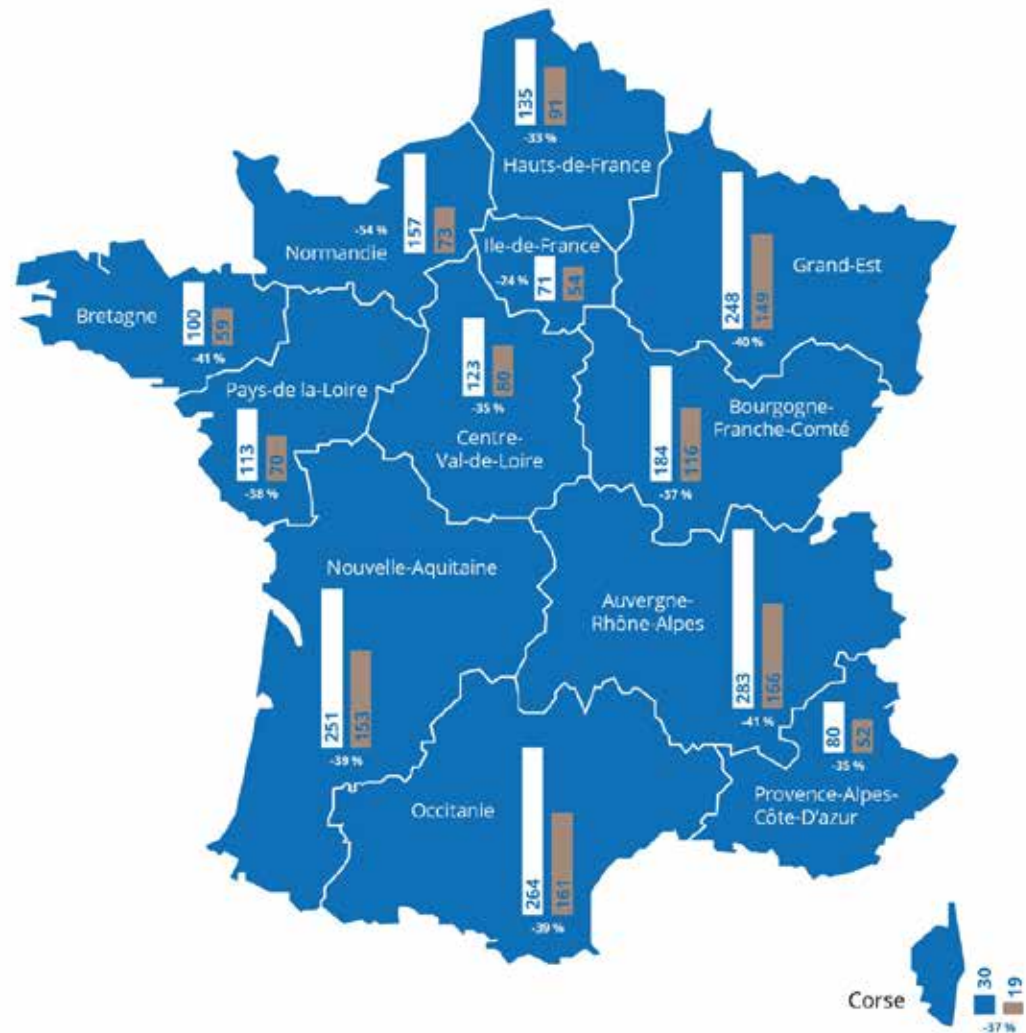 135
91
-33 %
Hauts-de-France
157
73
-54 %
Normandie
Ile-de-France
-24 %
71
54
248
149
-40 %
Grand-Est
Bretagne
100
59
-41 %
Pays-de la-Loire
113
70
-38 %
123
80
-35 %
Centre-
Val-de-Loire
184
116
-37 %
Bourgogne-
Franche-Comté
Nouvelle-Aquitaine
251
153
-39 %
Auvergne-
Rhône-Alpes
283
166
-41 %
80
52
-35 %
Provence-Alpes-
Côte-D'azur
Occitanie
264
161
-39 %
Corse
30
19
-37 %